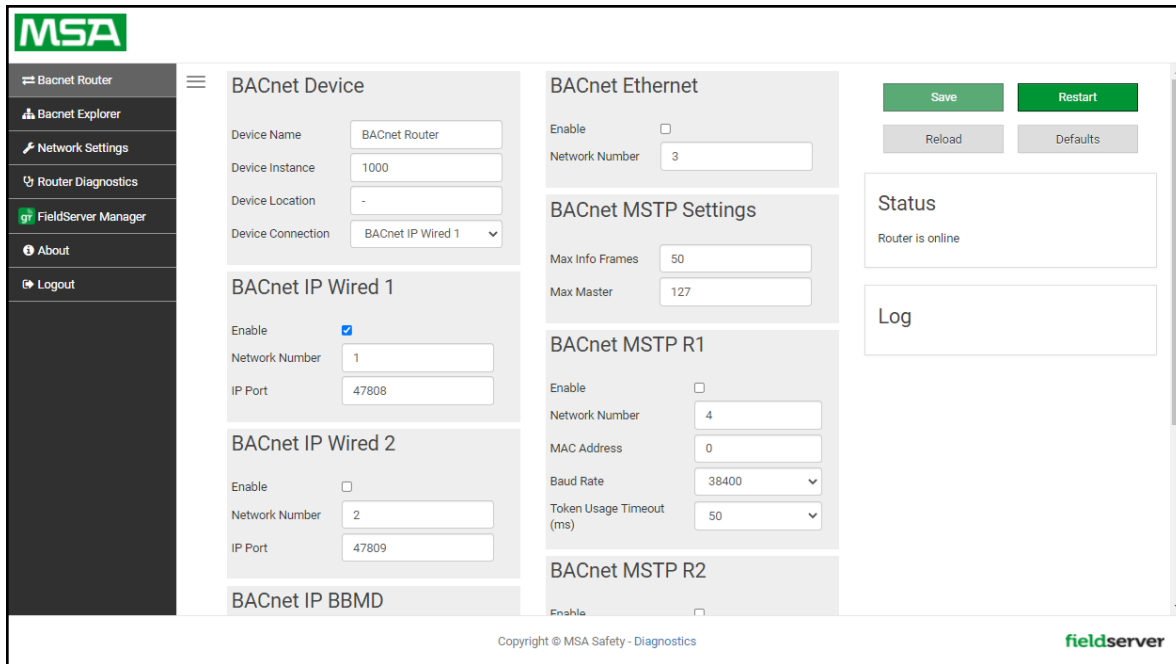 MSA
Bacnet Router
Bacnet Explorer
Network Settings
Router Diagnostics
FieldServer Manager
About
Logout
BACnet Device
Device Name BACnet Router
Device Instance 1000
Device Location -
Device Connection BACnet IP Wired 1
BACnet IP Wired 1
Enable
Network Number 1
IP Port 47808
BACnet IP Wired 2
Enable
Network Number 2
IP Port 47809
BACnet IP BBMD
BACnet Ethernet
Enable
Network Number 3
BACnet MSTP Settings
Max Info Frames 50
Max Master 127
BACnet MSTP R1
Enable
Network Number 4
MAC Address 0
Baud Rate 38400
Token Usage Timeout
(ms) 50
BACnet MSTP R2
Enable
Save Restart
Reload Defaults
Status
Router is online
Log
Copyright © MSA Safety - Diagnostics
fieldserver